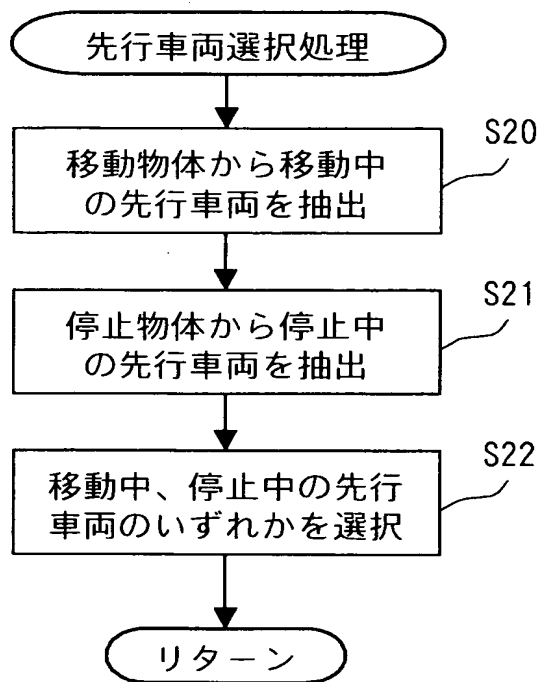 先行車両選択処理
S20
移動物体から移動中
の先行車両を抽出
S21
停止物体から停止中
の先行車両を抽出
S22
移動中、停止中の先行
車両のいずれかを選択
リターン